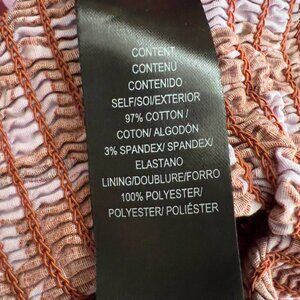 CONTENT
CONTENU
CONTENIDO
SELF/SOI/EXTERIOR
97% COTTON /
COTON/ ALGODÓN
3% SPANDEX/ SPANDEX/
ELASTANO
LINING/DOUBLURE/FORRO
100% POLYESTER/
POLYESTER/ POLIÉSTER